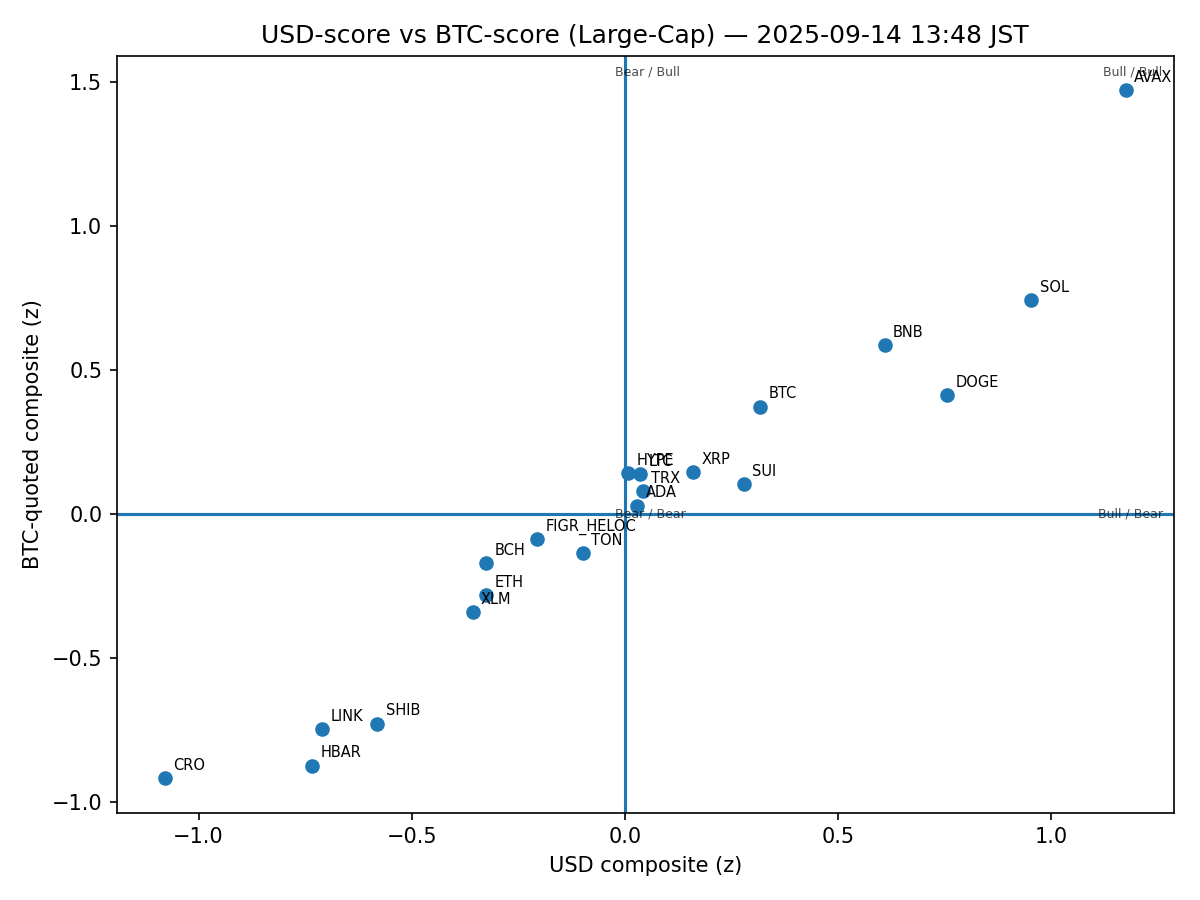 USD-score vs BTC-score (Large-Cap) — 2025-09-14 13:48 JST
Bear / Bull
Bull / Bull
AVAX
1.5
SOL
1.0
BNB
DOGE
BTC
0.5
HYPE
LTC
XRP
SUI
TRX
ADA
0.0
Bear / Bear
Bull / Bear
FIGR_HELOC
TON
BCH
ETH
XLM
−0.5
SHIB
LINK
HBAR
CRO
−1.0
−1.0
−0.5
0.0
0.5
1.0
USD composite (z)
BTC-quoted composite (z)